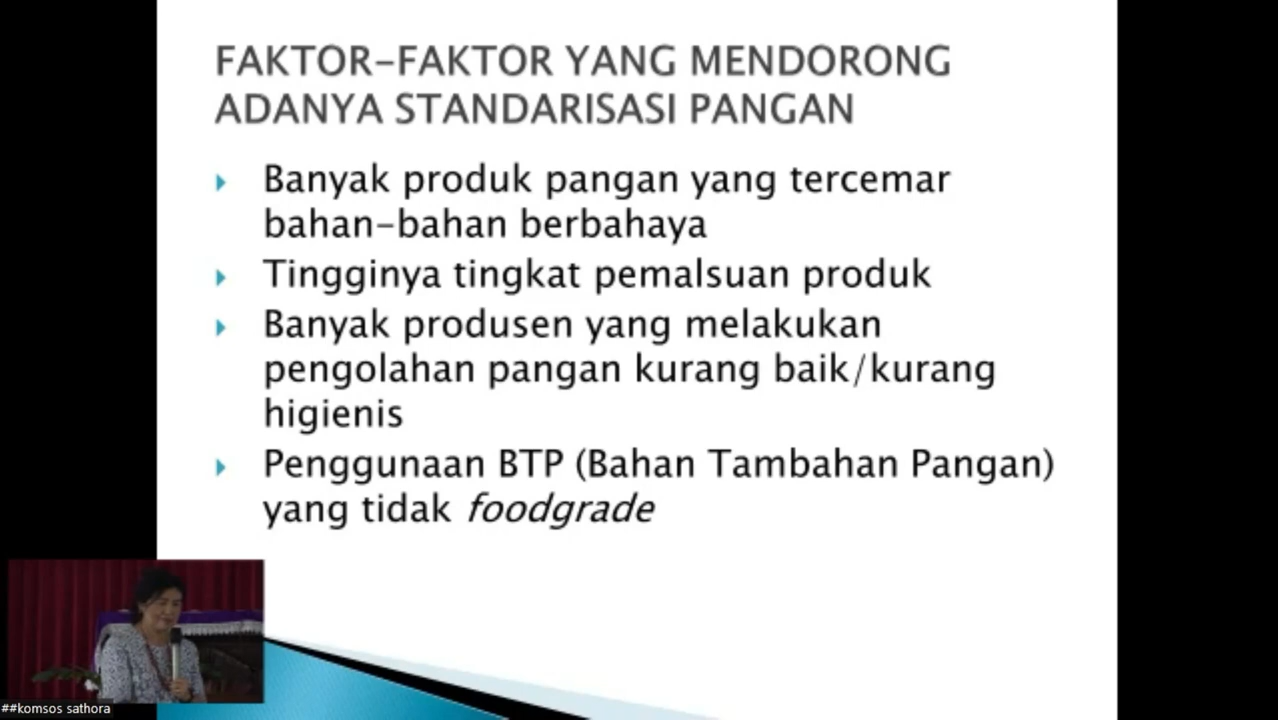 FAKTOR-FAKTOR YANG MENDORONG
ADANYA STANDARISASI PANGAN
Banyak produk pangan yang tercemar
bahan-bahan berbahaya
Tingginya tingkat pemalsuan produk
Banyak produsen yang melakukan
pengolahan pangan kurang baik/kurang
higienis
Penggunaan BTP (Bahan Tambahan Pangan)
yang tidak foodgrade
##komsos sathora